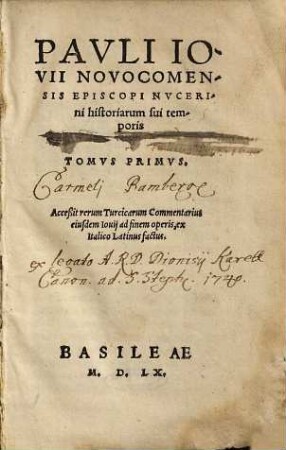 PAVLI IO-
VII NOVOCOMEN-
SIS EPISCOPI NVCERI-
ni historiarum sui tem-
poris
TOMVS PRIMVS.
Carmeli Bambergæ
Acceßit rerum Turcicarum Commentarius
eiusdem Iouij ad finem operis, ex
Italico Latinus factus.
ex legato A. R. D. Dionisij
Canon. ad S. Steph. 1740.
BASILEAE
M. D. LX.